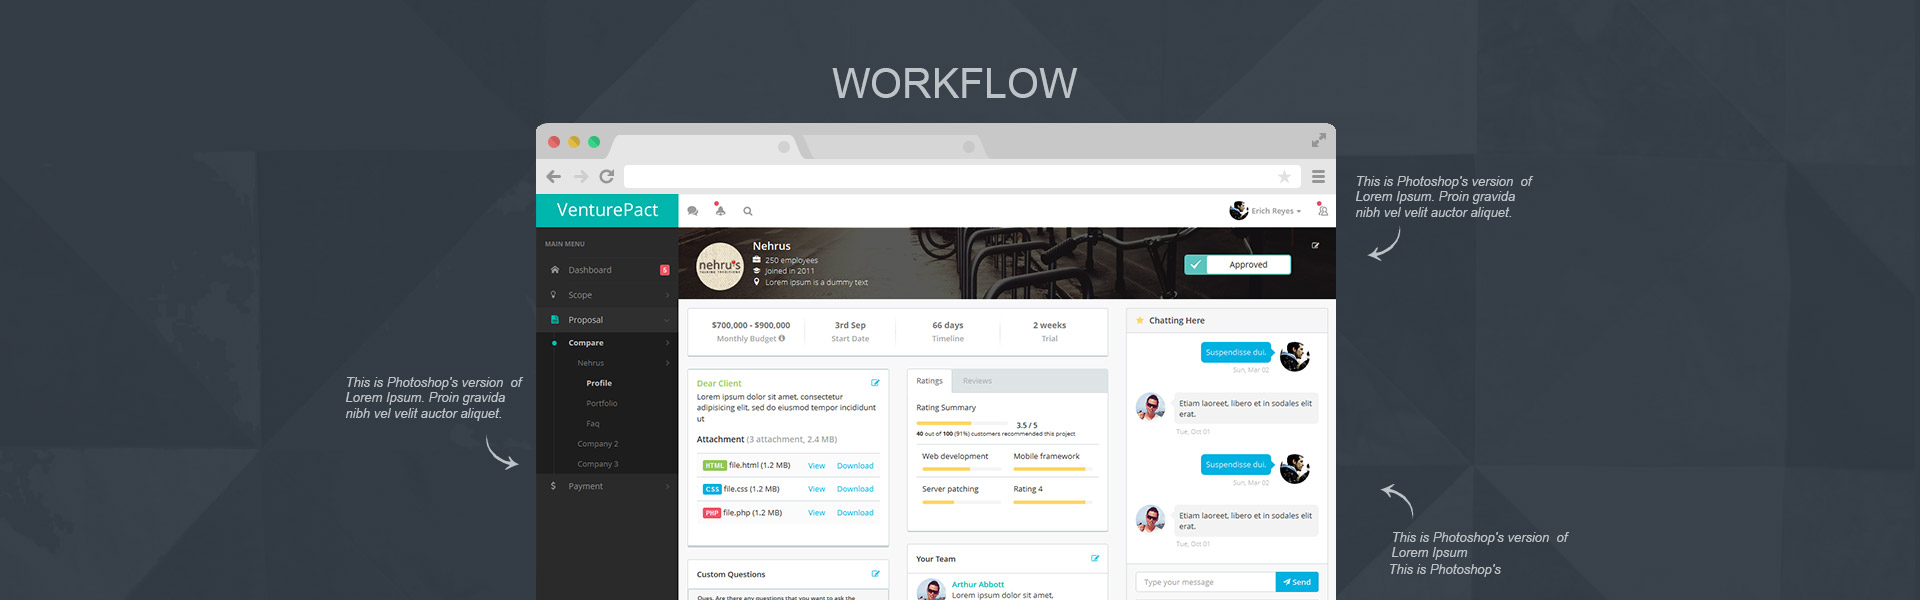 WORKFLOW
This is Photoshop's version of
Lorem Ipsum. Proin gravida
nibh vel velit auctor aliquet.
VenturePact
Erich Reyes
MAIN MENU
Dashboard
6
Scope
Proposal
Compare
Nehrus
Profile
Portfolio
Faq
Company 2
Company 3
Payment
nehru's
TALKING TRADITIONS
Nehrus
250 employees
Joined in 2011
Lorem ipsum is a dummy text
Approved
$700,000 - $900,000
Monthly Budget
3rd Sep
Start Date
66 days
Timeline
2 weeks
Trial
Dear Client
Lorem ipsum dolor sit amet, consectetur
adipisicing elit, sed do eiusmod tempor incididunt
ut
Attachment (3 attachment, 2.4 MB)
HTML file.html (1.2 MB) View Download
CSS file.css (1.2 MB) View Download
PHP file.php (1.2 MB) View Download
Custom Questions
Ques. Are there any questions that you want to ask the
Ratings Reviews
Rating Summary
3.5 / 5
40 out of 100 (91%) customers recommended this project
Web development Mobile framework
Server patching Rating 4
Your Team
Arthur Abbott
Lorem ipsum dolor sit amet,
Chatting Here
Suspendisse dui.
Sun, Mar 02
Etiam laoreet, libero et in sodales elit
erat.
Tue, Oct 01
Suspendisse dui.
Sun, Mar 02
Etiam laoreet, libero et in sodales elit
erat.
Tue, Oct 01
Type your message
Send
This is Photoshop's version of
Lorem Ipsum. Proin gravida
nibh vel velit auctor aliquet.
This is Photoshop's version of
Lorem Ipsum
This is Photoshop's